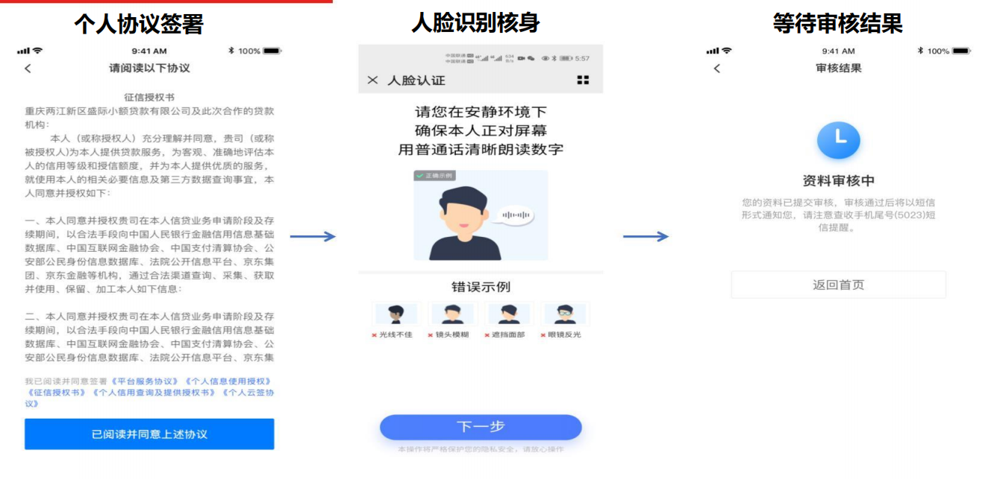 个人协议签署
9:41 AM
100%
请阅读以下协议
征信授权书
重庆两江新区盛际小额贷款有限公司及此次合作的贷款
机构：
本人（或称授权人）充分理解并同意，贵司（或称
被授权人)为本人提供贷款服务，为客观、准确地评估本
人的信用等级和授信额度，并为本人提供优质的服务，
就使用本人的相关必要信息及第三方数据查询事宜，本
人同意并授权如下：
一、本人同意并授权贵司在本人信贷业务申请阶段及存
续期间，以合法手段向中国人民银行金融信用信息基础
数据库、中国互联网金融协会、中国支付清算协会、公
安部公民身份信息数据库、法院公开信息平台、京东集
团、京东金融等机构，通过合法渠道查询、采集、获取
并使用、保留、加工本人如下信息：
二、本人同意并授权贵司在本人信贷业务申请阶段及存
续期间，以合法手段向中国人民银行金融信用信息基础
数据库、中国互联网金融协会、中国支付清算协会、公
安部公民身份信息数据库、法院公开信息平台、京东集
我已阅读并同意签署《平台服务协议》《个人信息使用授权》
《征信授权书》《个人信用查询及提供授权书》《个人云签协
议》
已阅读并同意上述协议
人脸识别核身
中国联通
中国联通
5:57
人脸认证
请您在安静环境下
确保本人正对屏幕
用普通话清晰朗读数字
正确示例
错误示例
光线不佳
镜头模糊
遮挡面部
眼镜反光
下一步
本操作将严格保护您的隐私安全，请放心操作
等待审核结果
9:41 AM
100%
审核结果
资料审核中
您的资料已提交审核，审核通过后将以短信
形式通知您，请注意查收手机尾号(5023)短
信提醒。
返回首页